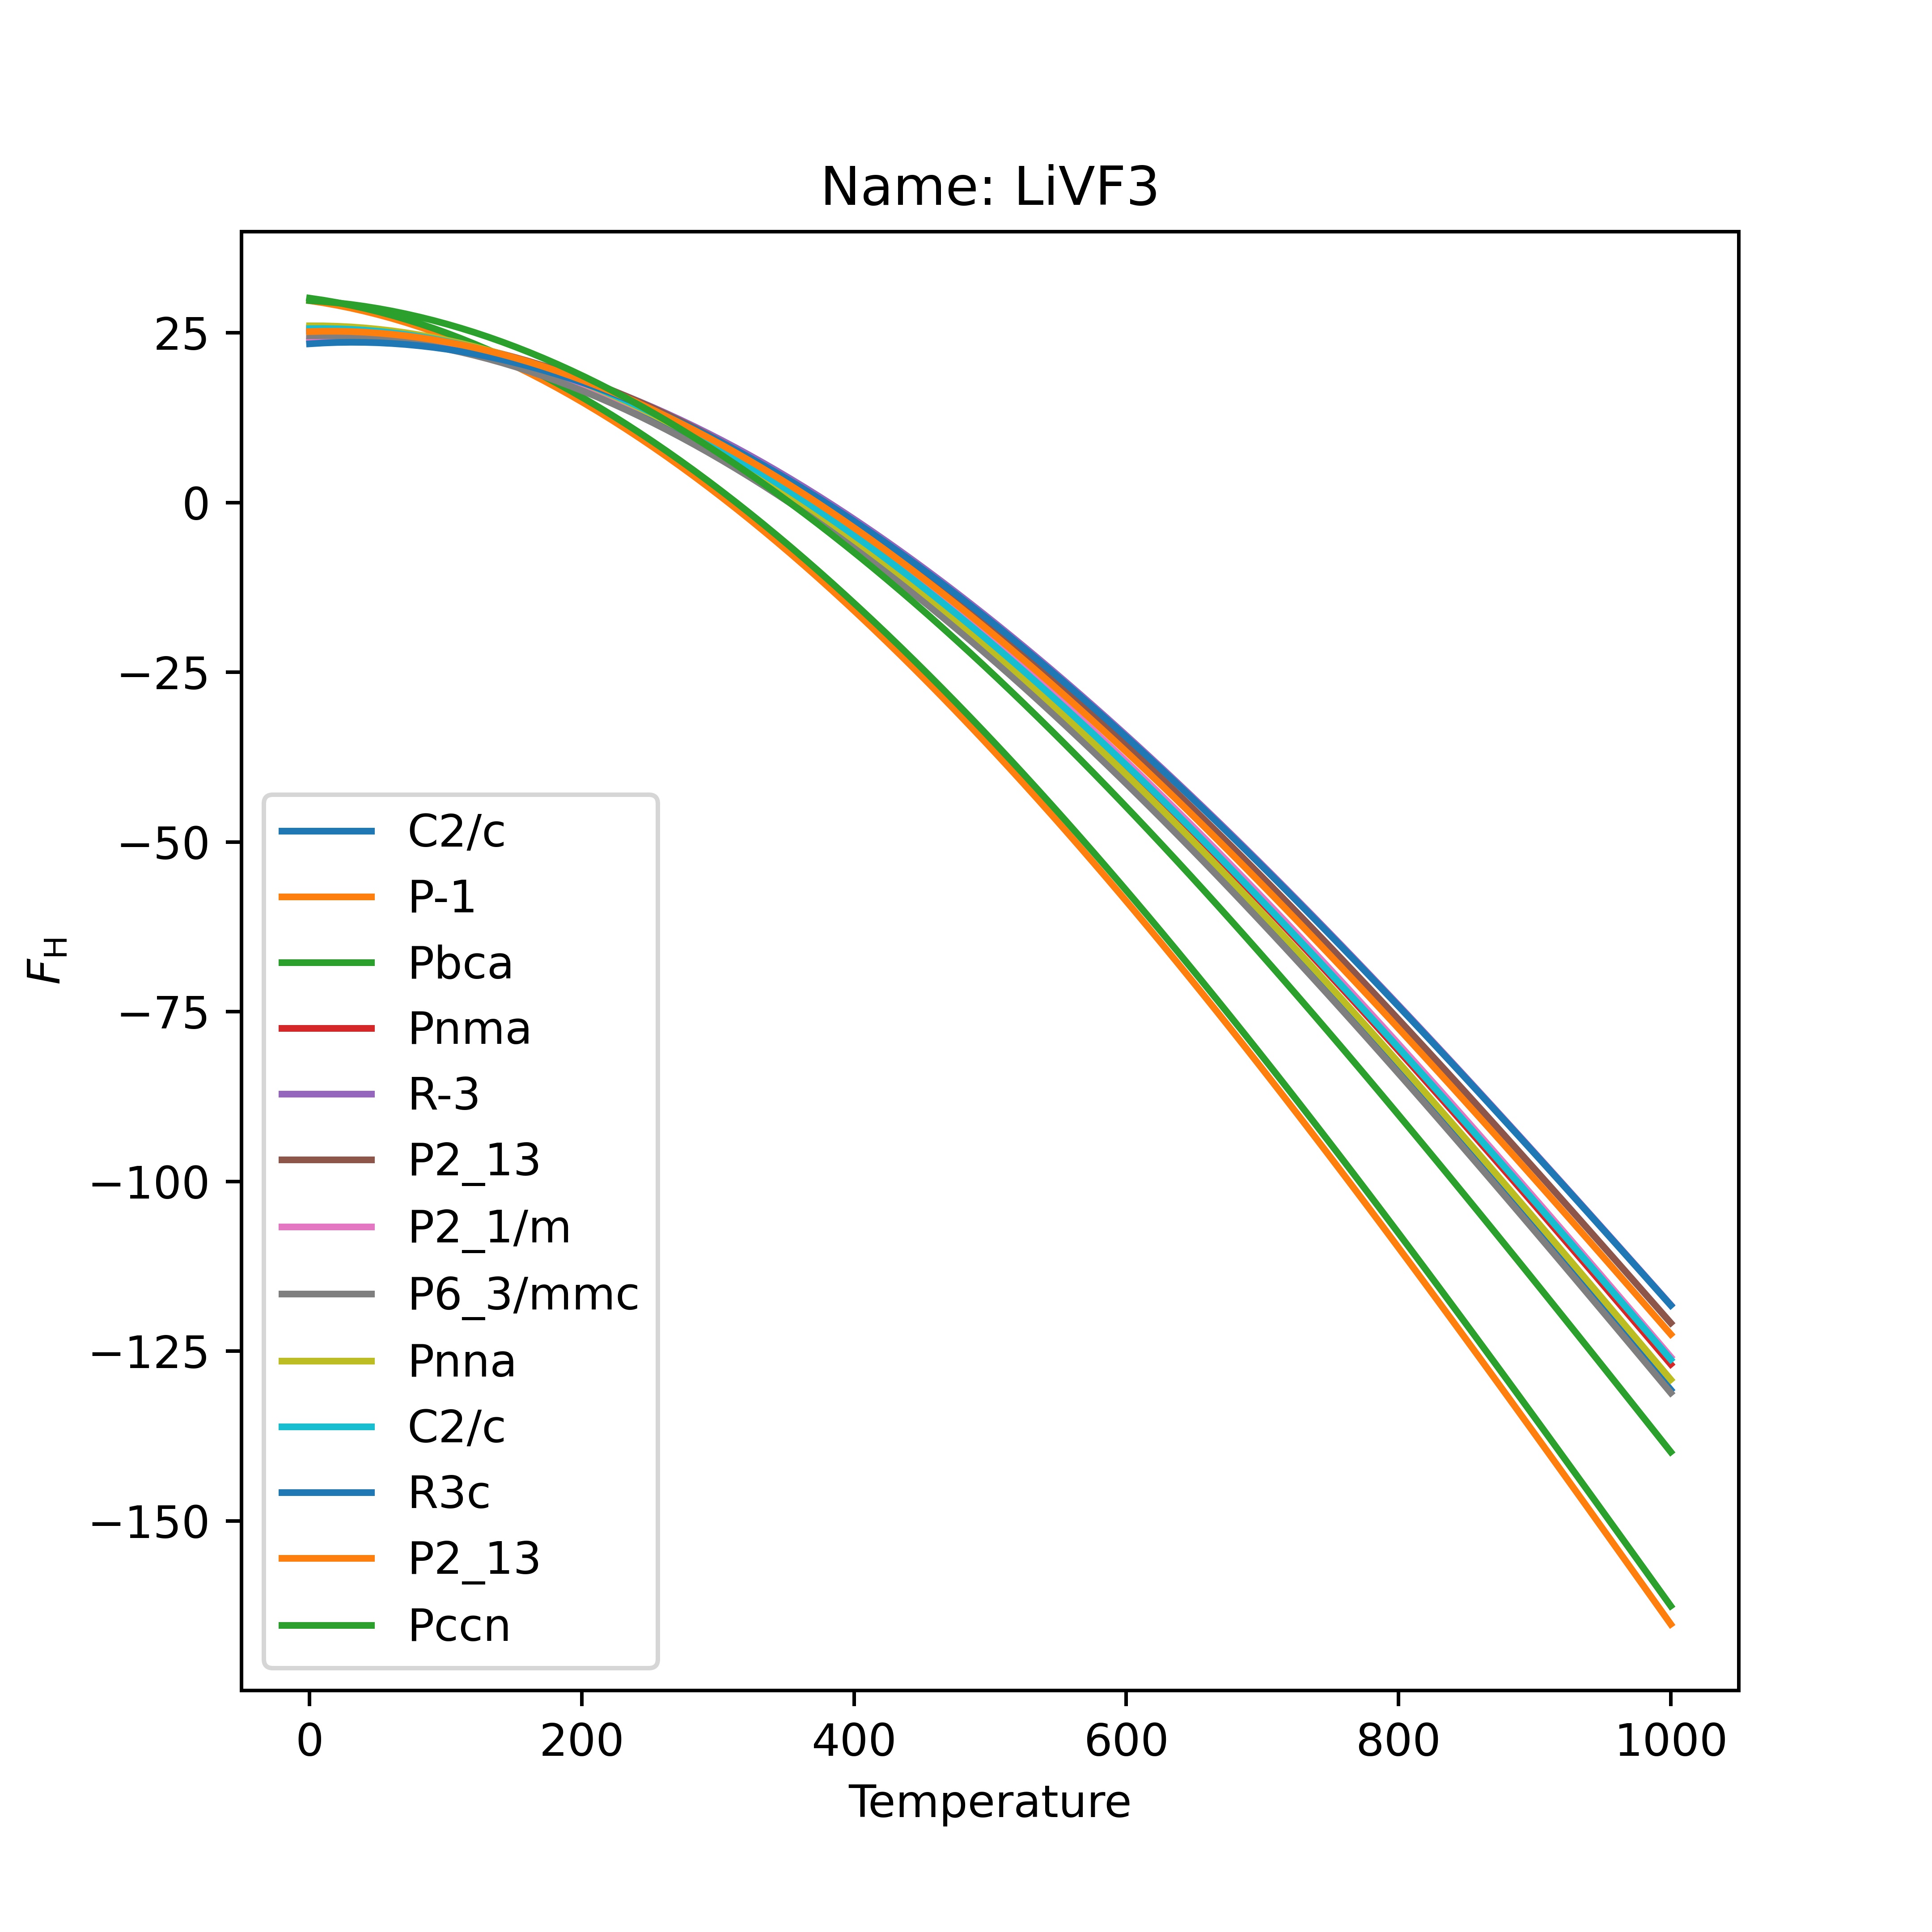 Name: LiVF3
25
0
−25
−50
−75
−100
−125
−150
F_H
C2/c
P-1
Pbca
Pnma
R-3
P2_13
P2_1/m
P6_3/mmc
Pnna
C2/c
R3c
P2_13
Pccn
0 200 400 600 800 1000
Temperature